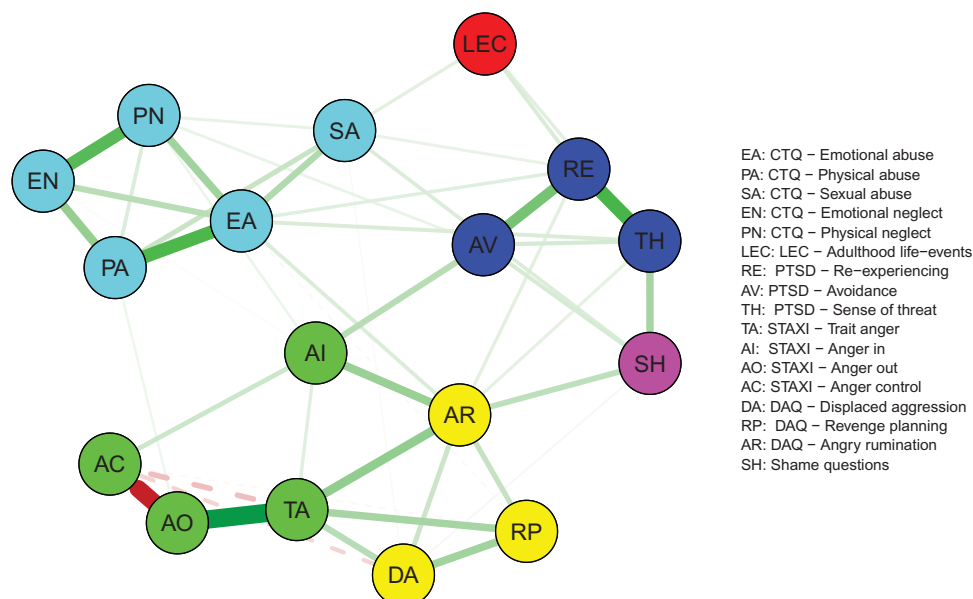 LEC
PN
SA
EN
RE
EA
AV
TH
PA
AI
SH
AR
AC
TA
AO
RP
DA
EA: CTQ − Emotional abuse
PA: CTQ − Physical abuse
SA: CTQ − Sexual abuse
EN: CTQ − Emotional neglect
PN: CTQ − Physical neglect
LEC: LEC − Adulthood life−events
RE: PTSD − Re−experiencing
AV: PTSD − Avoidance
TH: PTSD − Sense of threat
TA: STAXI − Trait anger
AI: STAXI − Anger in
AO: STAXI − Anger out
AC: STAXI − Anger control
DA: DAQ − Displaced aggression
RP: DAQ − Revenge planning
AR: DAQ − Angry rumination
SH: Shame questions